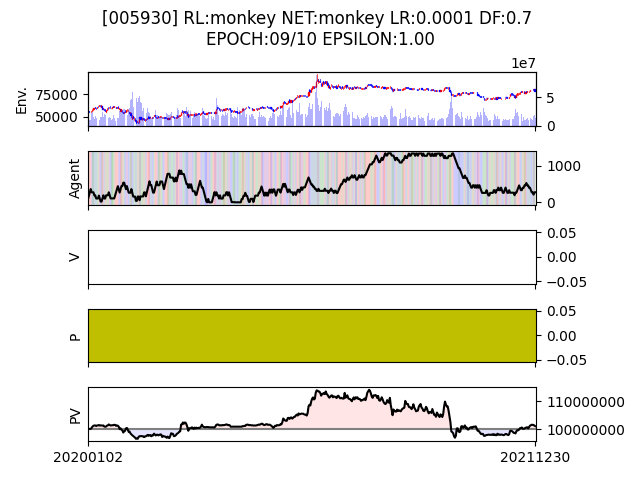 [005930] RL:monkey NET:monkey LR:0.0001 DF:0.7
EPOCH:09/10 EPSILON:1.00
1e7
Env.
75000
50000
5
0
Agent
1000
0
V
0.05
0.00
−0.05
P
0.05
0.00
−0.05
PV
110000000
100000000
20200102
20211230